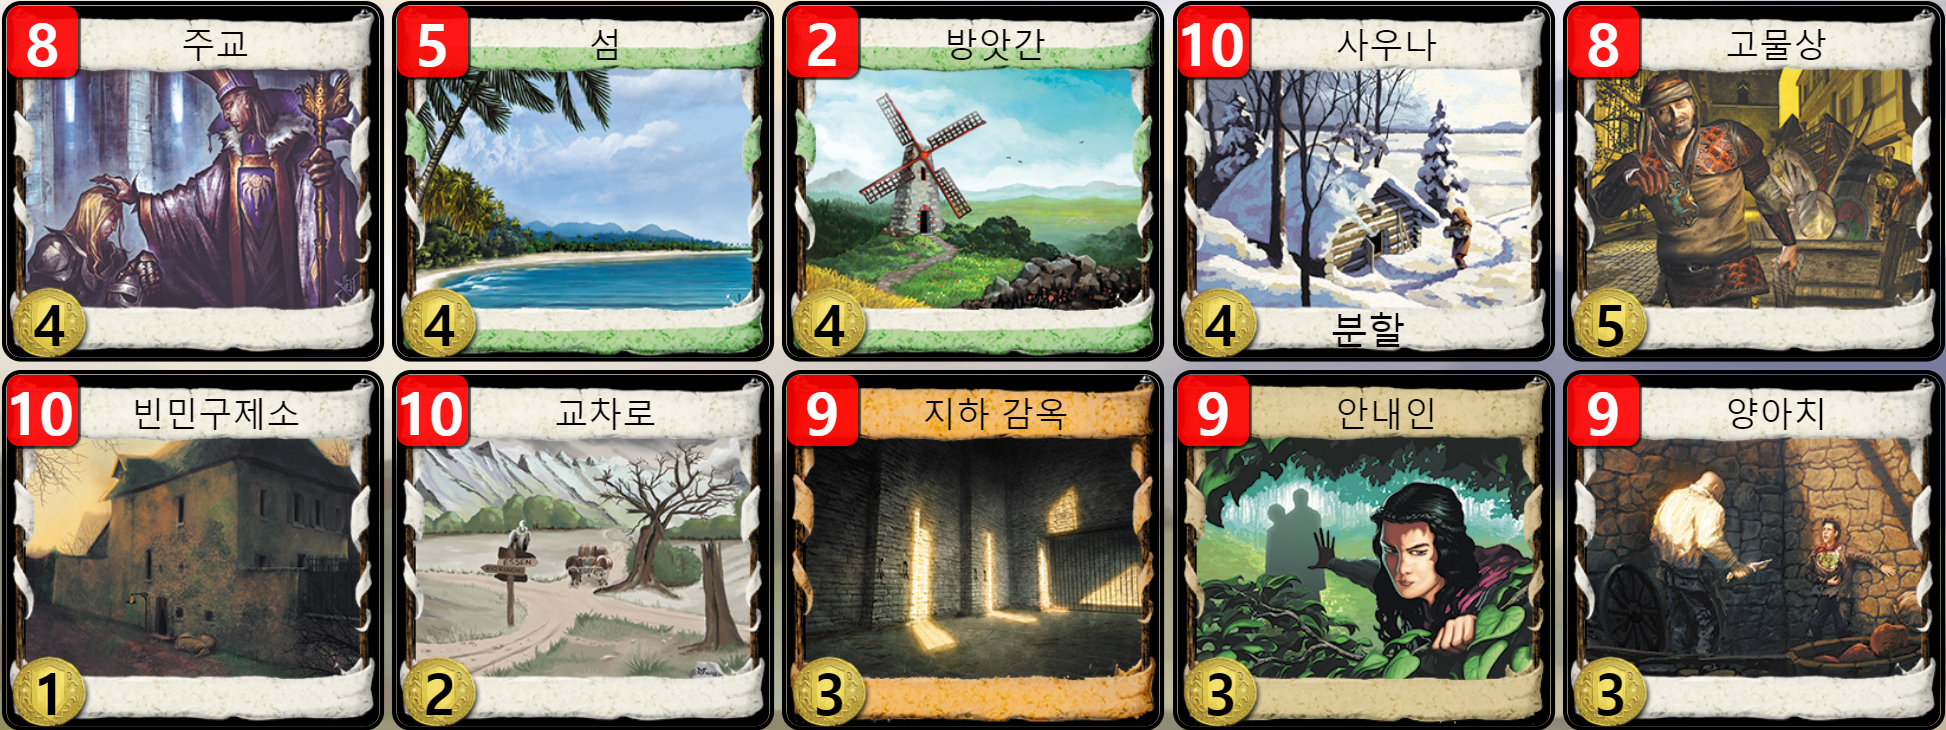 8 주교
4
5 섬
4
2 방앗간
4
10 사우나
4 분할
8 고물상
5
10 빈민구제소
1
10 교차로
ESSEN
2
9 지하 감옥
3
9 안내인
3
9 양아치
3